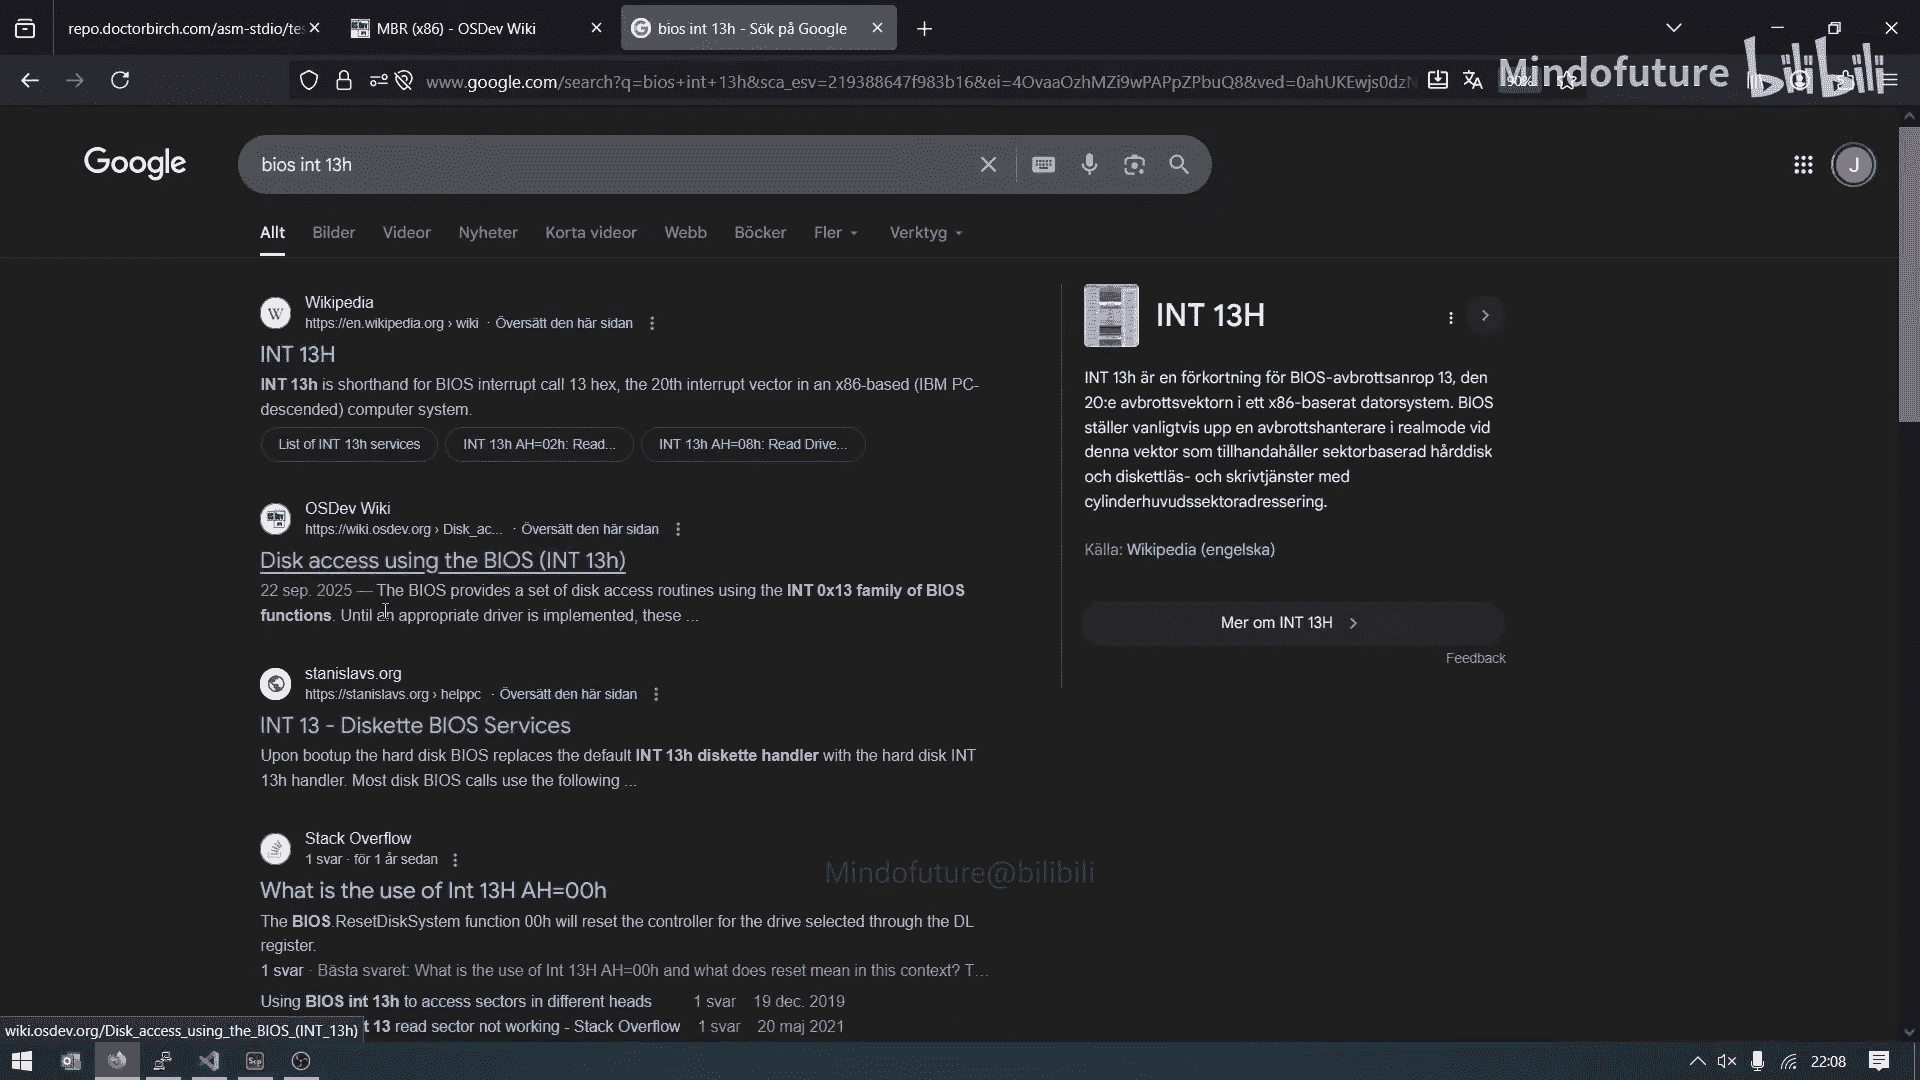 repo.doctorbirch.com/asm-stdio/te
MBR (x86) - OSDev Wiki
bios int 13h - Sök på Google
www.google.com/search?q=bios+int+13h&sca_esv=219388647f983b16&ei=4OvaaOzhMZi9wPAPpZPbuQ8&ved=0ahUKEwjs0dzN
90%
Mindofuture bilibili
Google
bios int 13h
J
Allt
Bilder
Videor
Nyheter
Korta videor
Webb
Böcker
Fler
Verktyg
Wikipedia
https://en.wikipedia.org › wiki · Översätt den här sidan
INT 13H
INT 13h is shorthand for BIOS interrupt call 13 hex, the 20th interrupt vector in an x86-based (IBM PC-
descended) computer system.
List of INT 13h services
INT 13h AH=02h: Read...
INT 13h AH=08h: Read Drive...
OSDev Wiki
https://wiki.osdev.org › Disk_ac... · Översätt den här sidan
Disk access using the BIOS (INT 13h)
22 sep. 2025 — The BIOS provides a set of disk access routines using the INT 0x13 family of BIOS
functions. Until an appropriate driver is implemented, these ...
stanislavs.org
https://stanislavs.org › helppc · Översätt den här sidan
INT 13 - Diskette BIOS Services
Upon bootup the hard disk BIOS replaces the default INT 13h diskette handler with the hard disk INT
13h handler. Most disk BIOS calls use the following ...
Stack Overflow
1 svar · för 1 år sedan
What is the use of Int 13H AH=00h
The BIOS.ResetDiskSystem function 00h will reset the controller for the drive selected through the DL
register.
1 svar · Bästa svaret: What is the use of Int 13H AH=00h and what does reset mean in this context? T...
Using BIOS int 13h to access sectors in different heads 1 svar 19 dec. 2019
t 13 read sector not working - Stack Overflow 1 svar 20 maj 2021
INT 13H
INT 13h är en förkortning för BIOS-avbrottsanrop 13, den
20:e avbrottsvektorn i ett x86-baserat datorsystem. BIOS
ställer vanligtvis upp en avbrottshanterare i realmode vid
denna vektor som tillhandahåller sektorbaserad hårddisk
och diskettläs- och skrivtjänster med
cylinderhuvudssektoradressering.
Källa: Wikipedia (engelska)
Mer om INT 13H
Feedback
Mindofuture@bilibili
wiki.osdev.org/Disk_access_using_the_BIOS_(INT_13h)
22:08